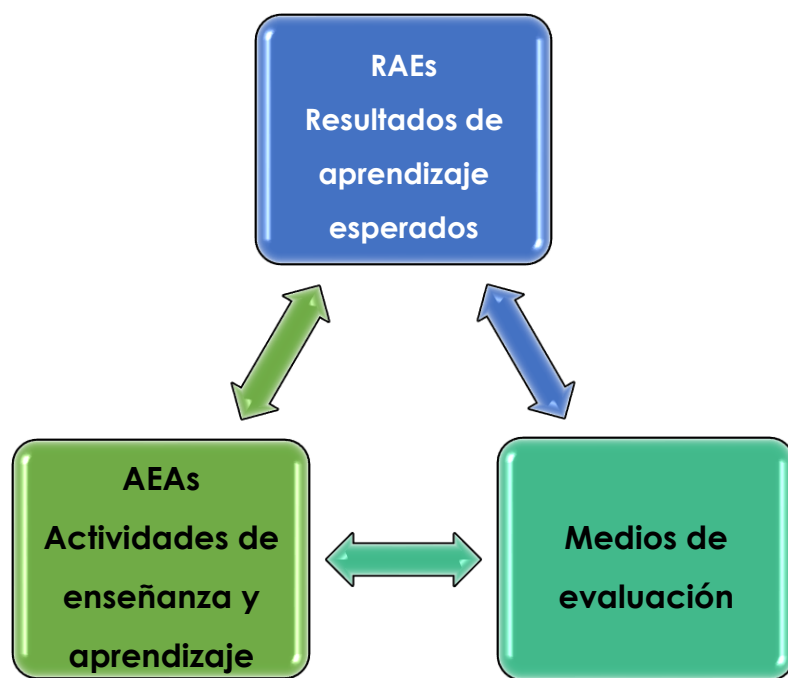 RAEs
Resultados de
aprendizaje
esperados
AEAs
Actividades de
enseñanza y
aprendizaje
Medios de
evaluación